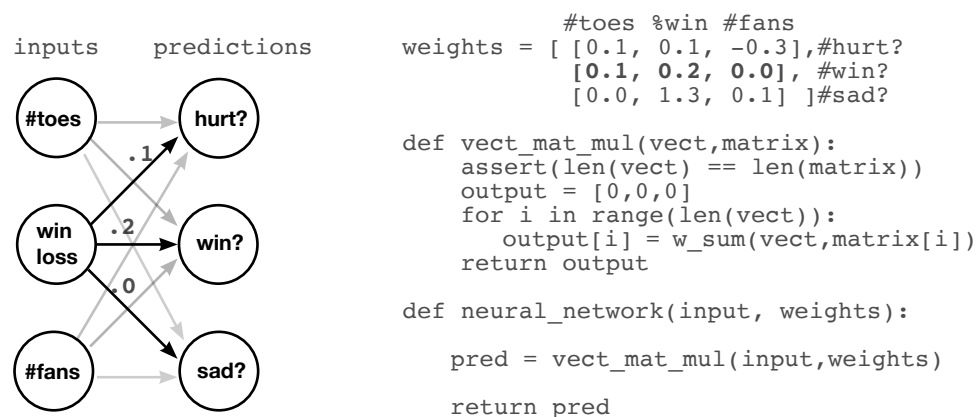 inputs predictions
#toes
hurt?
.1
win
loss
.2
win?
.0
#fans
sad?
#toes %win #fans
weights = [ [0.1, 0.1, -0.3],#hurt?
[0.1, 0.2, 0.0], #win?
[0.0, 1.3, 0.1] ]#sad?
def vect_mat_mul(vect,matrix):
assert(len(vect) == len(matrix))
output = [0,0,0]
for i in range(len(vect)):
output[i] = w_sum(vect,matrix[i])
return output
def neural_network(input, weights):
pred = vect_mat_mul(input,weights)
return pred